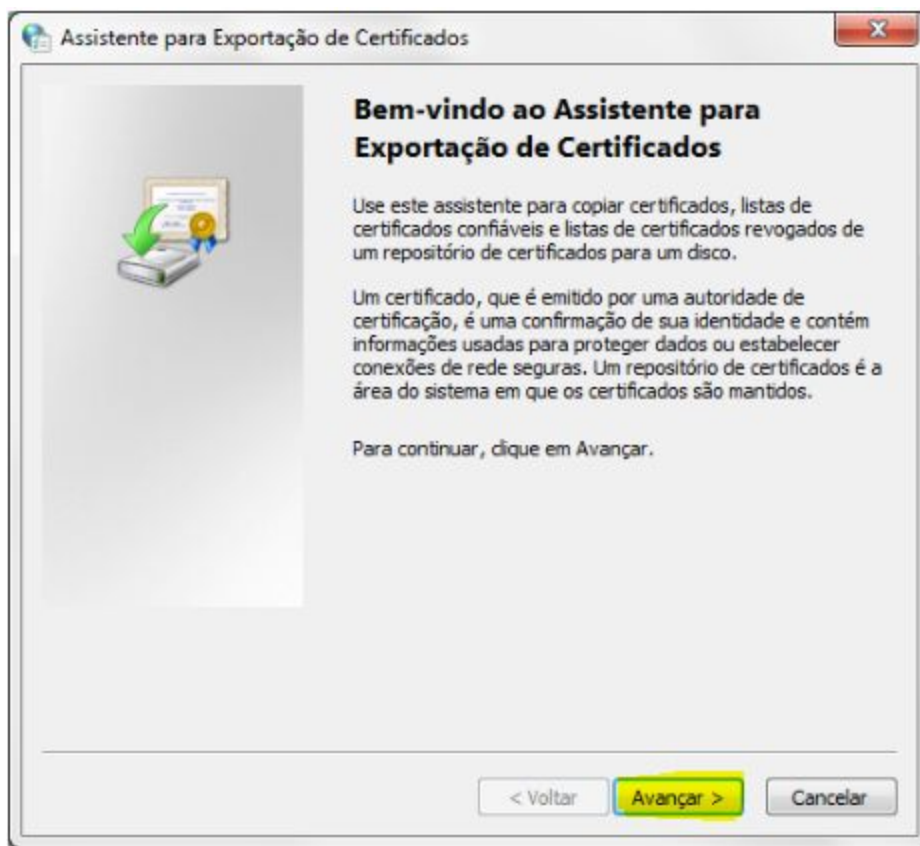 Assistente para Exportação de Certificados
Bem-vindo ao Assistente para
Exportação de Certificados
Use este assistente para copiar certificados, listas de
certificados confiáveis e listas de certificados revogados de
um repositório de certificados para um disco.
Um certificado, que é emitido por uma autoridade de
certificação, é uma confirmação de sua identidade e contém
informações usadas para proteger dados ou estabelecer
conexões de rede seguras. Um repositório de certificados é a
área do sistema em que os certificados são mantidos.
Para continuar, clique em Avançar.
< Voltar
Avançar >
Cancelar